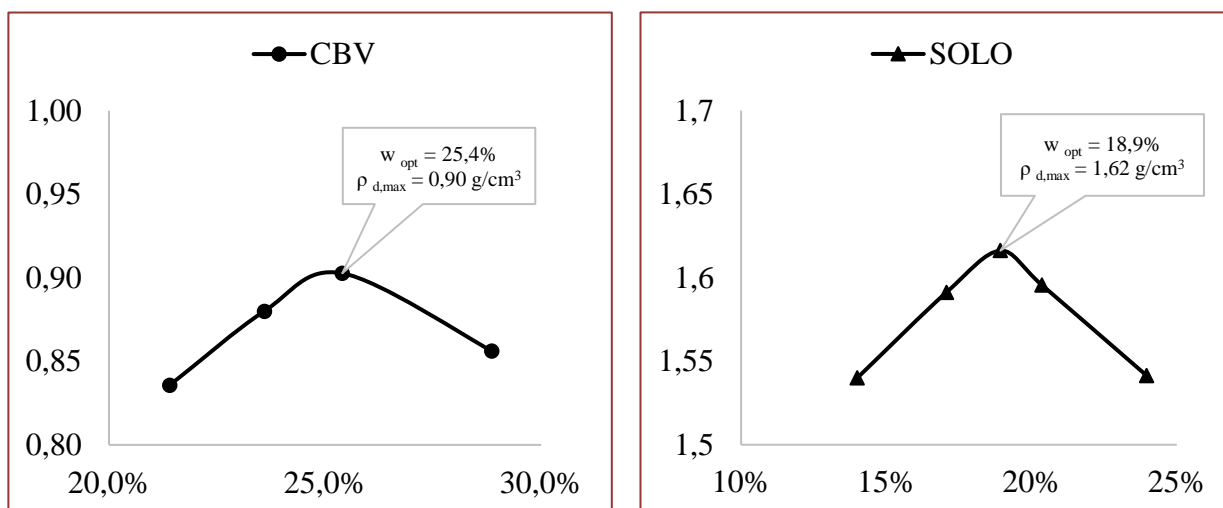 CBV
1,00
w opt = 25,4%
ρ d,max = 0,90 g/cm³
0,95
0,90
0,85
0,80
20,0% 25,0% 30,0%
SOLO
1,7
w opt = 18,9%
ρ d,max = 1,62 g/cm³
1,65
1,6
1,55
1,5
10% 15% 20% 25%